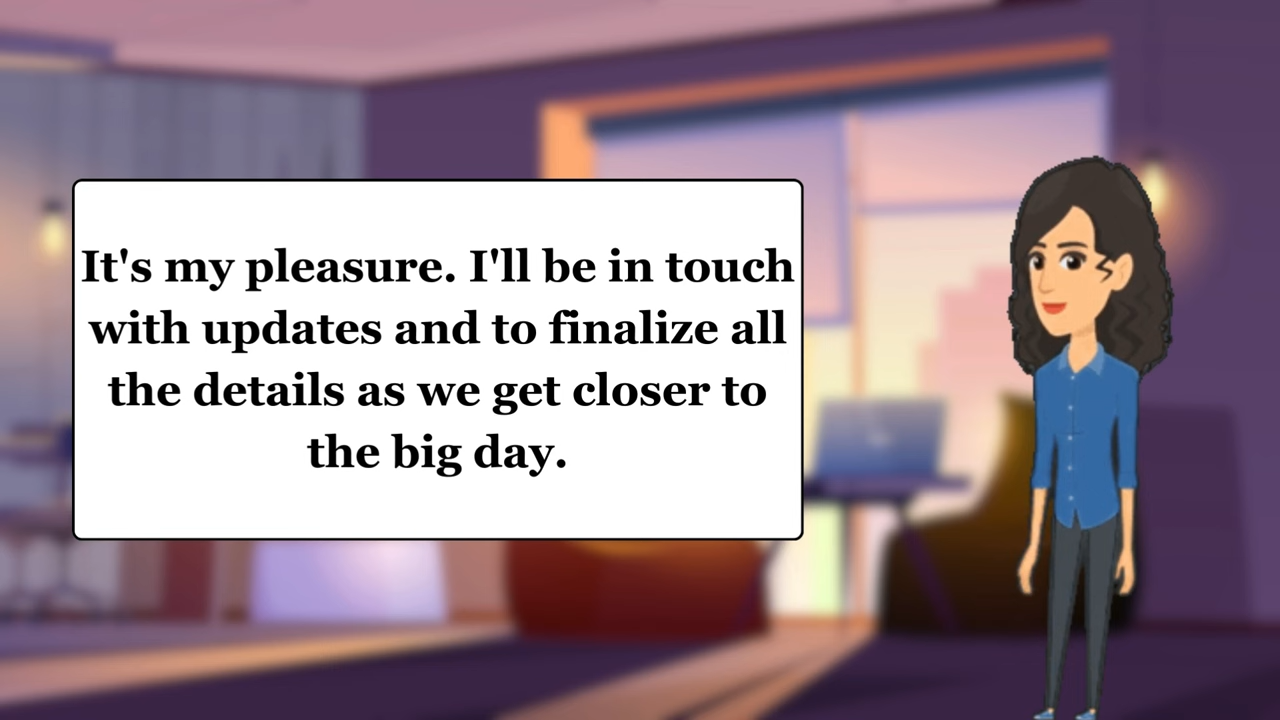 It's my pleasure. I'll be in touch
with updates and to finalize all
the details as we get closer to
the big day.